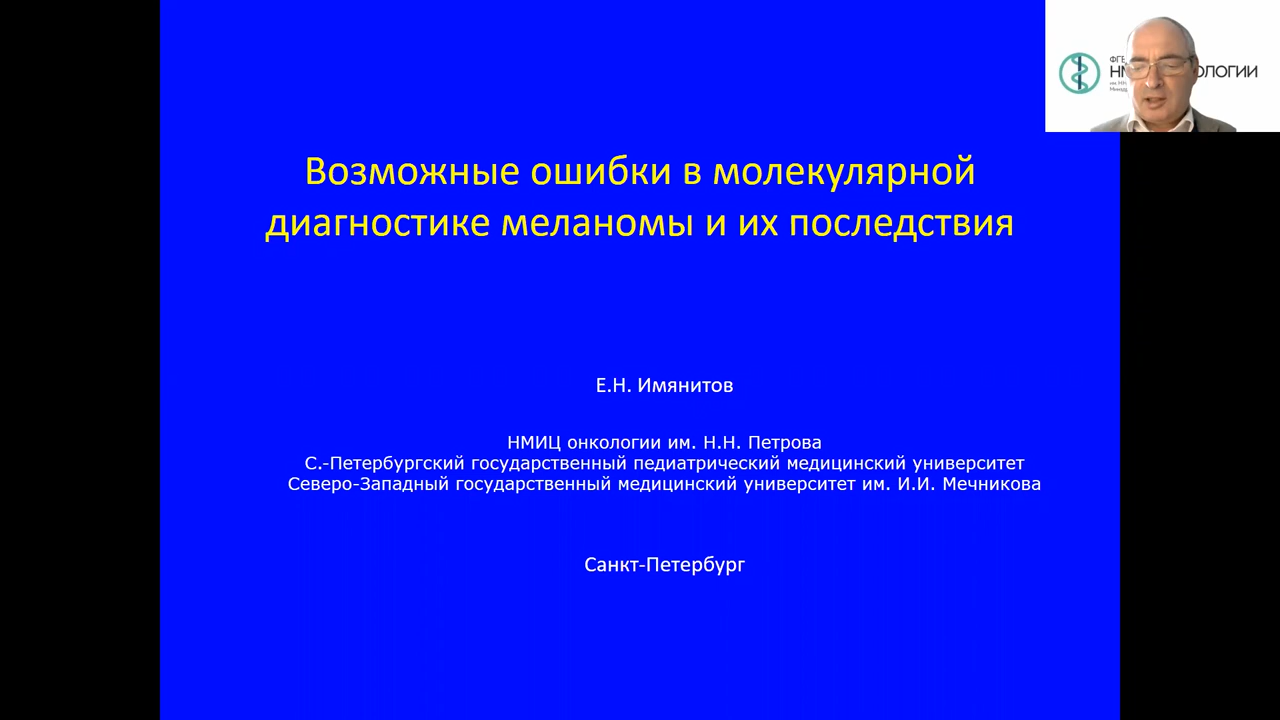 Возможные ошибки в молекулярной
диагностике меланомы и их последствия
Е.Н. Имянитов
НМИЦ онкологии им. Н.Н. Петрова
С.-Петербургский государственный педиатрический медицинский университет
Северо-Западный государственный медицинский университет им. И.И. Мечникова
Санкт-Петербург